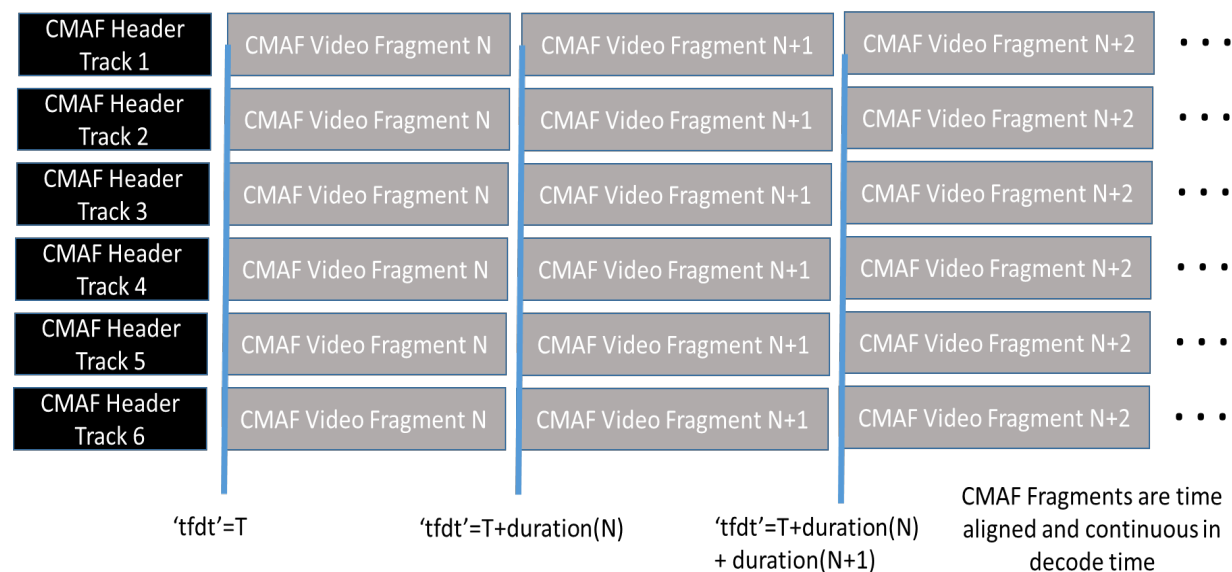 CMAF Header
Track 1
CMAF Video Fragment N
CMAF Video Fragment N+1
CMAF Video Fragment N+2
...
CMAF Header
Track 2
CMAF Video Fragment N
CMAF Video Fragment N+1
CMAF Video Fragment N+2
...
CMAF Header
Track 3
CMAF Video Fragment N
CMAF Video Fragment N+1
CMAF Video Fragment N+2
...
CMAF Header
Track 4
CMAF Video Fragment N
CMAF Video Fragment N+1
CMAF Video Fragment N+2
...
CMAF Header
Track 5
CMAF Video Fragment N
CMAF Video Fragment N+1
CMAF Video Fragment N+2
...
CMAF Header
Track 6
CMAF Video Fragment N
CMAF Video Fragment N+1
CMAF Video Fragment N+2
...
‘tfdt’=T
‘tfdt’=T+duration(N)
‘tfdt’=T+duration(N)
+ duration(N+1)
CMAF Fragments are time
aligned and continuous in
decode time